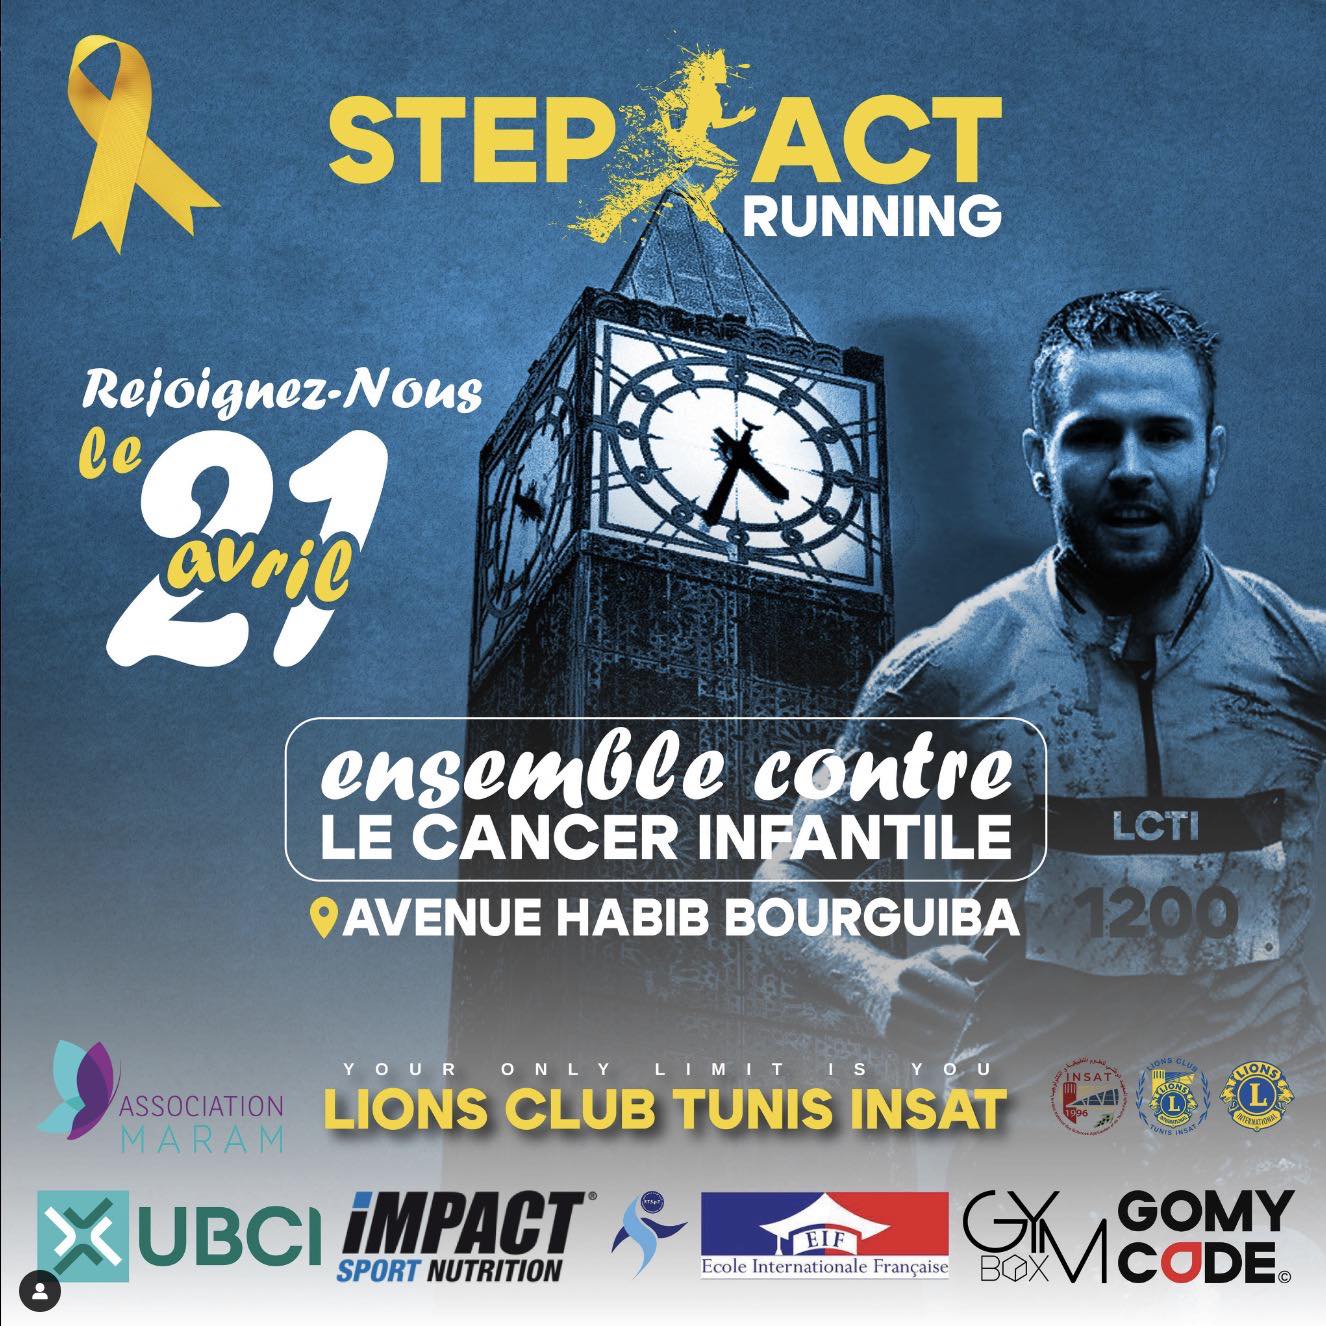 STEP ACT
RUNNING
Rejoignez-Nous
le
21
avril
ensemble contre
LE CANCER INFANTILE
AVENUE HABIB BOURGUIBA
LCTI
1200
YOUR ONLY LIMIT IS YOU
LIONS CLUB TUNIS INSAT
ASSOCIATION
MARAM
INSAT
1996
LIONS CLUB
LIONS
L
TUNIS INSAT
LIONS
L
INTERNATIONAL
UBCI
iMPACT®
SPORT NUTRITION
EIF
Ecole Internationale Française
GYM
BOX
GOMY
CODE©